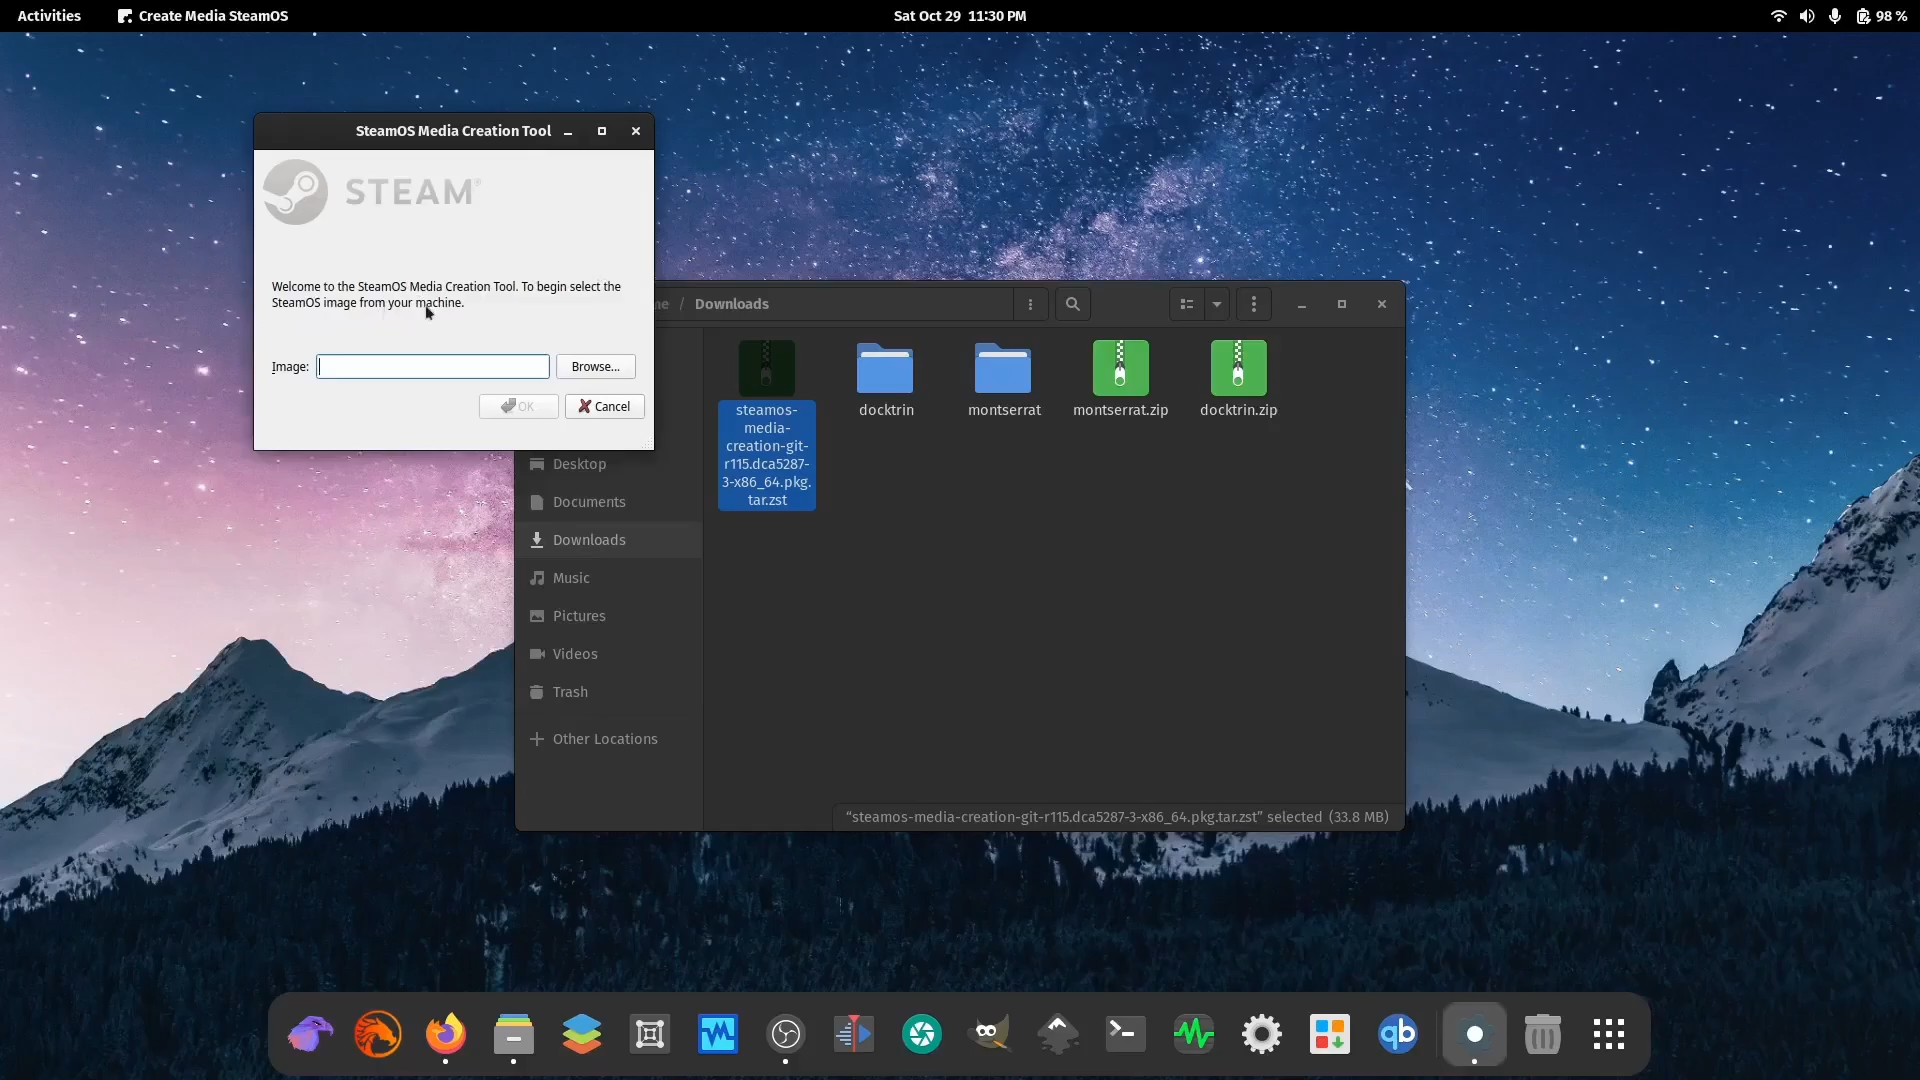 Activities
Create Media SteamOS
Sat Oct 29 11:30 PM
98 %
SteamOS Media Creation Tool
STEAM®
Welcome to the SteamOS Media Creation Tool. To begin select the
SteamOS image from your machine.
Image:
Browse...
OK
Cancel
me / Downloads
Desktop
Documents
Downloads
Music
Pictures
Videos
Trash
Other Locations
steamos-
media-
creation-git-
r115.dca5287-
3-x86_64.pkg.
tar.zst
docktrin
montserrat
montserrat.zip
docktrin.zip
“steamos-media-creation-git-r115.dca5287-3-x86_64.pkg.tar.zst” selected (33.8 MB)
qb